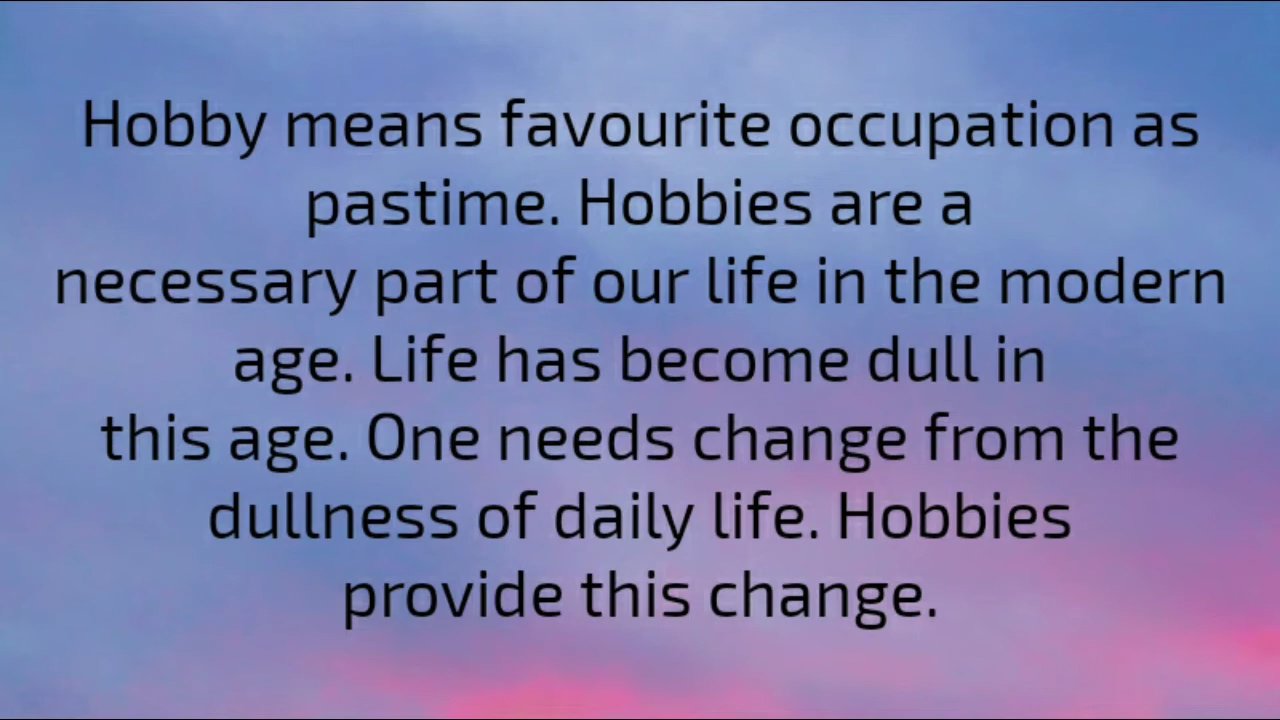 Hobby means favourite occupation as
pastime. Hobbies are a
necessary part of our life in the modern
age. Life has become dull in
this age. One needs change from the
dullness of daily life. Hobbies
provide this change.